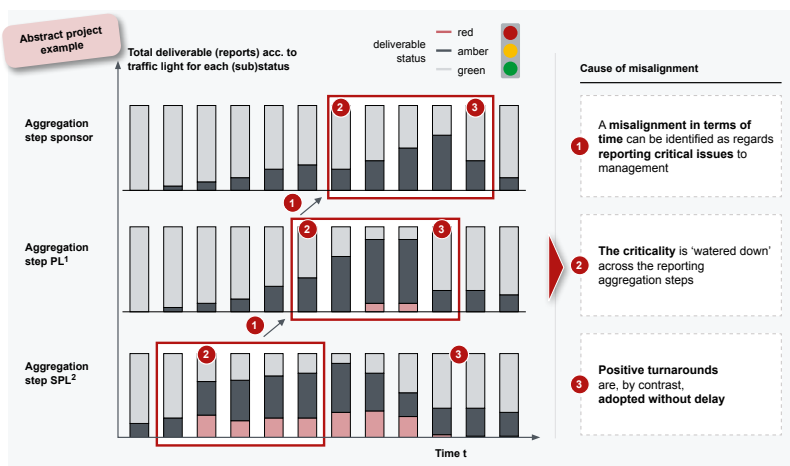 Abstract project
example
Total deliverable (reports) acc. to
traffic light for each (sub)status
deliverable
status
red
amber
green
Cause of misalignment
Aggregation
step sponsor
2
3
1
Aggregation
step PL1
2
3
1
Aggregation
step SPL2
2
3
Time t
1
A misalignment in terms of
time can be identified as regards
reporting critical issues to
management
2
The criticality is ‘watered down’
across the reporting
aggregation steps
3
Positive turnarounds
are, by contrast,
adopted without delay